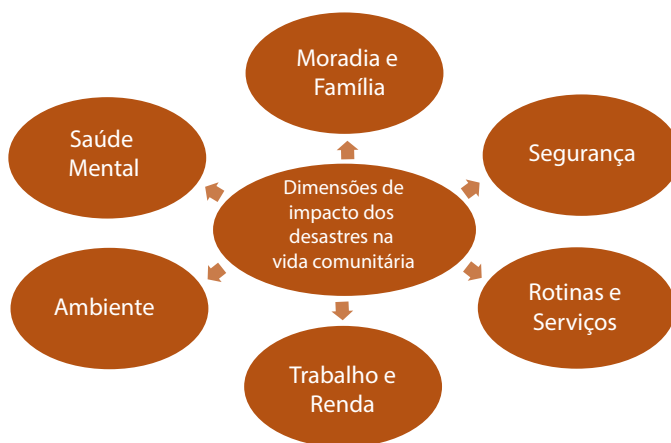 Moradia e
Família
Saúde
Mental
Segurança
Dimensões de
impacto dos
desastres na
vida comunitária
Ambiente
Rotinas e
Serviços
Trabalho e
Renda